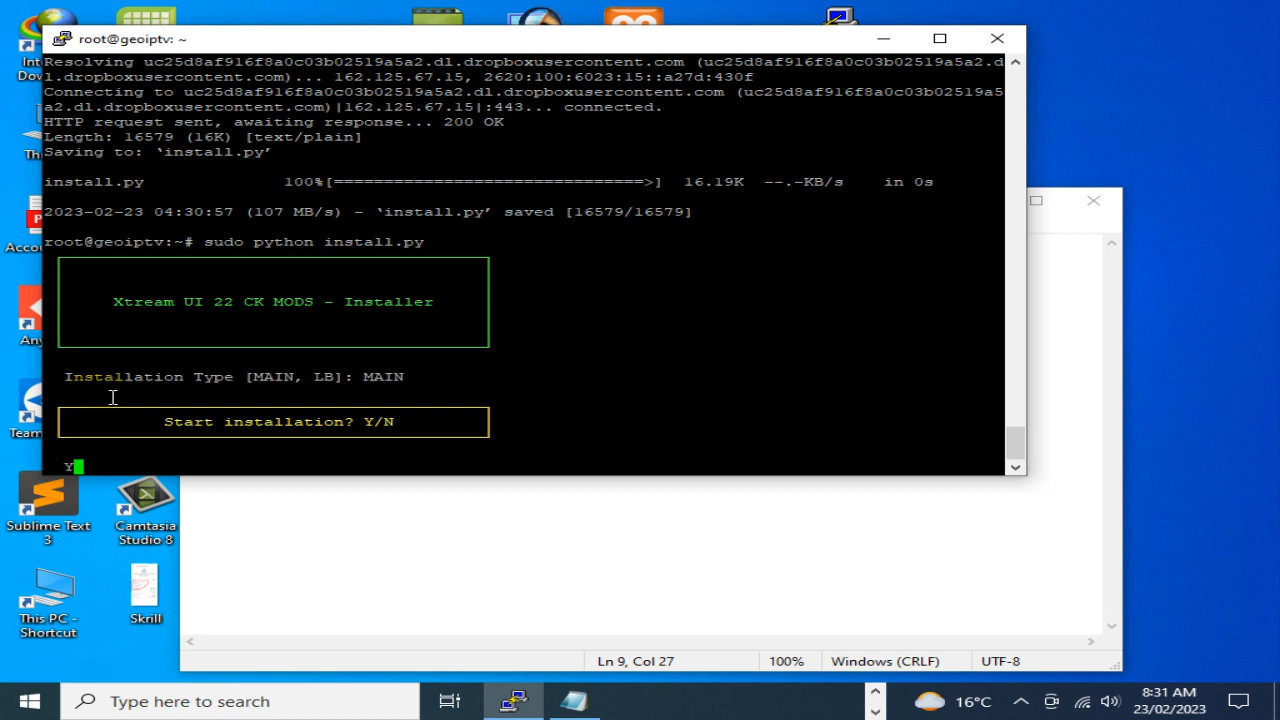 root@geoiptv: ~
Resolving uc25d8af916f8a0c03b02519a5a2.dl.dropboxusercontent.com (uc25d8af916f8a0c03b02519a5a2.d
l.dropboxusercontent.com)... 162.125.67.15, 2620:100:6023:15::a27d:430f
Connecting to uc25d8af916f8a0c03b02519a5a2.dl.dropboxusercontent.com (uc25d8af916f8a0c03b02519a5
a2.dl.dropboxusercontent.com)|162.125.67.15|:443... connected.
HTTP request sent, awaiting response... 200 OK
Length: 16579 (16K) [text/plain]
Saving to: ‘install.py’
install.py 100%[===============================>] 16.19K --.-KB/s in 0s
2023-02-23 04:30:57 (107 MB/s) - ‘install.py’ saved [16579/16579]
root@geoiptv:~# sudo python install.py
Xtream UI 22 CK MODS - Installer
Installation Type [MAIN, LB]: MAIN
Start installation? Y/N
Y
Int
Dow
Th
Acco
Any
Team
Sublime Text
3
Camtasia
Studio 8
This PC -
Shortcut
Skrill
Ln 9, Col 27 100% Windows (CRLF) UTF-8
Type here to search
16°C
8:31 AM
23/02/2023